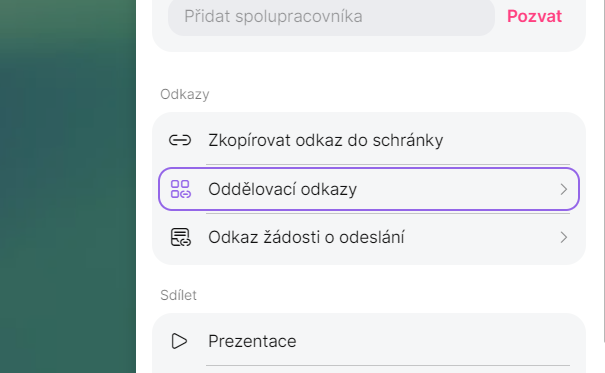 Přidat spolupracovníka Pozvat
Odkazy
Zkopírovat odkaz do schránky
Oddělovací odkazy
Odkaz žádosti o odeslání
Sdílet
Prezentace